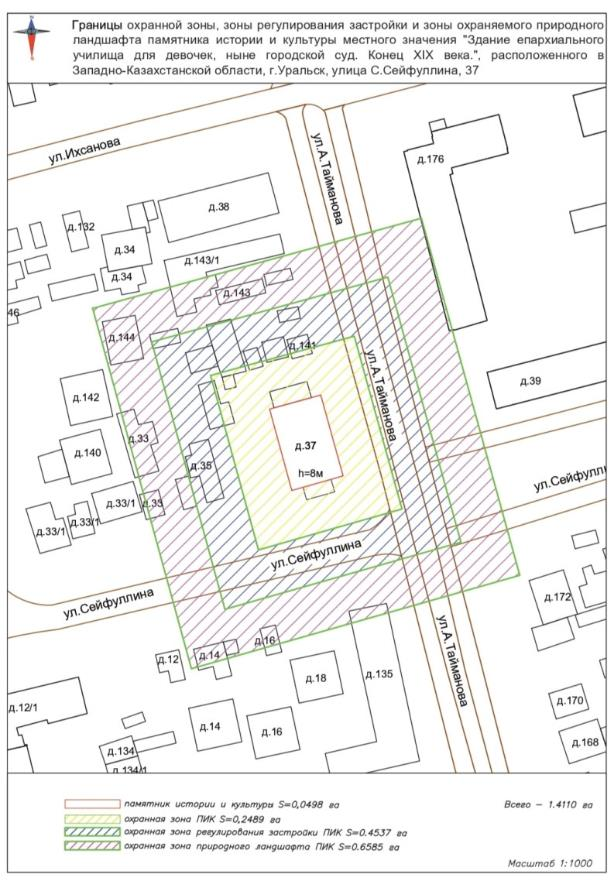 Границы охранной зоны, зоны регулирования застройки и зоны охраняемого природного
ландшафта памятника истории и культуры местного значения "Здание епархиального
училища для девочек, ныне городской суд. Конец XIX века.", расположенного в
Западно-Казахстанской области, г.Уральск, улица С.Сейфуллина, 37
ул.Ихсанова
ул.А.Тайманова
д.176
д.38
д.132
д.34
д.34
д.143/1
д.143
46
д.144
д.141
ул.А.Тайманова
д.39
д.142
д.33
д.37
д.140
д.35
h=8м
ул.Сейфулли
д.33/1
д.33
д.33/1
д.33/1
ул.Сейфуллина
ул.Сейфуллина
д.172
ул.А.Тайманова
д.16
д.12
д.14
д.18
д.135
д.12/1
д.170
д.14
д.16
д.168
д.134
д.134/1
памятник истории и культуры S=0,0498 га
Всего – 1.4110 га
охранная зона ПИК S=0,2489 га
охранная зона регулирования застройки ПИК S=0.4537 га
охранная зона природного ландшафта ПИК S=0.6585 га
Масштаб 1:1000